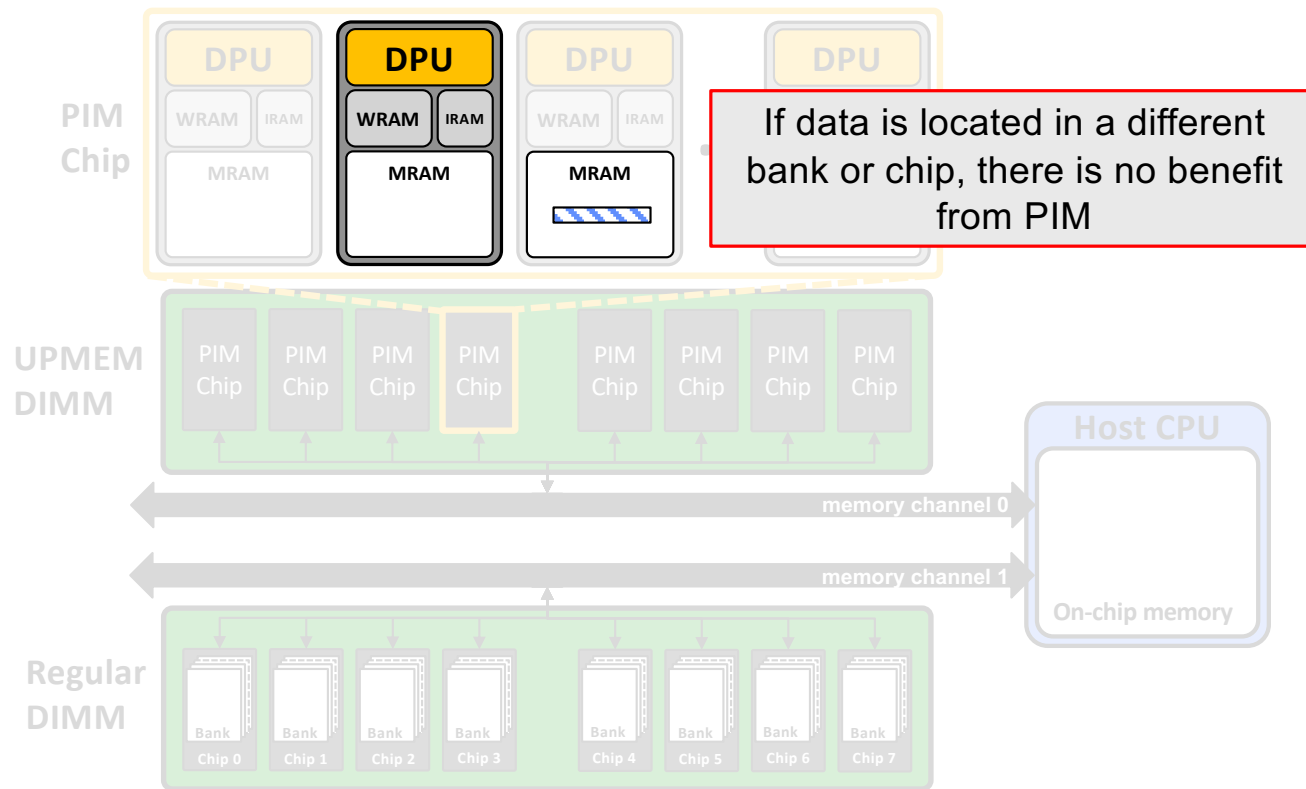 DPU
DPU
DPU
DPU
PIM
Chip
WRAM
IRAM
WRAM
IRAM
WRAM
IRAM
MRAM
MRAM
MRAM
If data is located in a different
bank or chip, there is no benefit
from PIM
UPMEM
DIMM
PIM
Chip
PIM
Chip
PIM
Chip
PIM
Chip
PIM
Chip
PIM
Chip
PIM
Chip
PIM
Chip
Host CPU
On-chip memory
memory channel 0
memory channel 1
Regular
DIMM
Bank
Chip 0
Bank
Chip 1
Bank
Chip 2
Bank
Chip 3
Bank
Chip 4
Bank
Chip 5
Bank
Chip 6
Bank
Chip 7